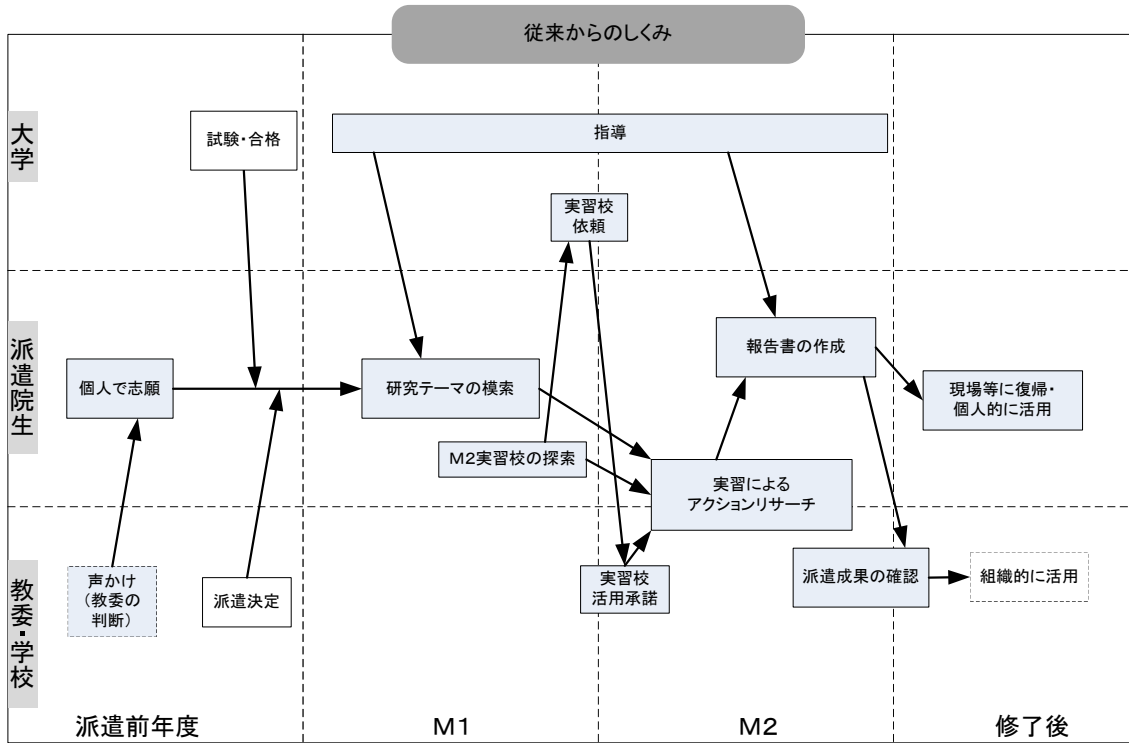 従来からのしくみ
大学
試験・合格
指導
実習校
依頼
派遣院生
個人で志願
研究テーマの模索
M2実習校の探索
報告書の作成
現場等に復帰・
個人的に活用
実習による
アクションリサーチ
教委・学校
声かけ
(教委の
判断)
派遣決定
実習校
活用承諾
派遣成果の確認
組織的に活用
派遣前年度
M1
M2
修了後